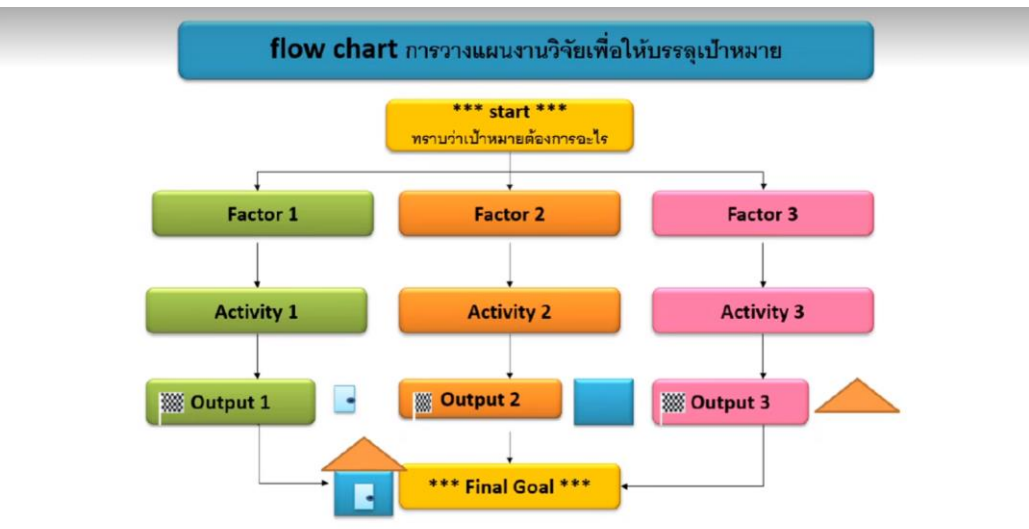 flow chart การวางแผนงานวิจัยเพื่อให้บรรลุเป้าหมาย
*** start ***
ทราบว่าเป้าหมายต้องการอะไร
Factor 1
Factor 2
Factor 3
Activity 1
Activity 2
Activity 3
Output 1
Output 2
Output 3
*** Final Goal ***